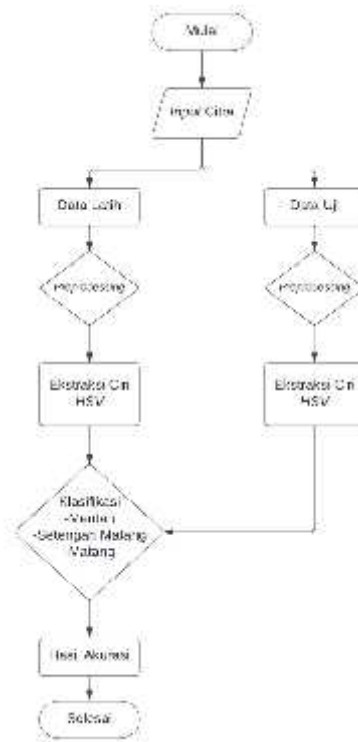 Mulai
Input Citra
Data Latih
Data Uji
Preprocessing
Preprocessing
Ekstraksi Ciri
HSV
Ekstraksi Ciri
HSV
Klasifikasi
-Mentah
-Setengah Matang
Matang
Hasil Akurasi
Selesai